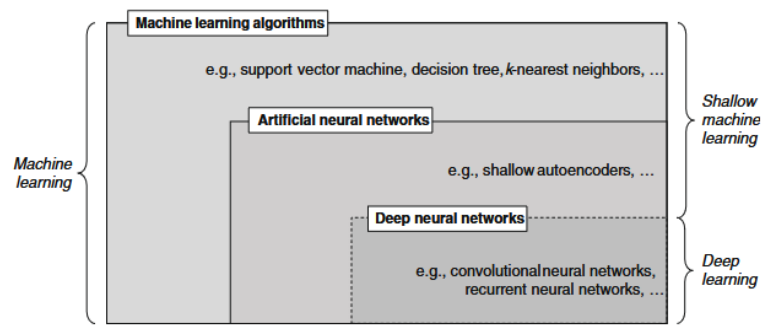 Machine learning algorithms
e.g., support vector machine, decision tree, k-nearest neighbors, ...
Shallow
machine
learning
Artificial neural networks
Machine
learning
e.g., shallow autoencoders, ...
Deep neural networks
e.g., convolutional neural networks,
recurrent neural networks, ...
Deep
learning